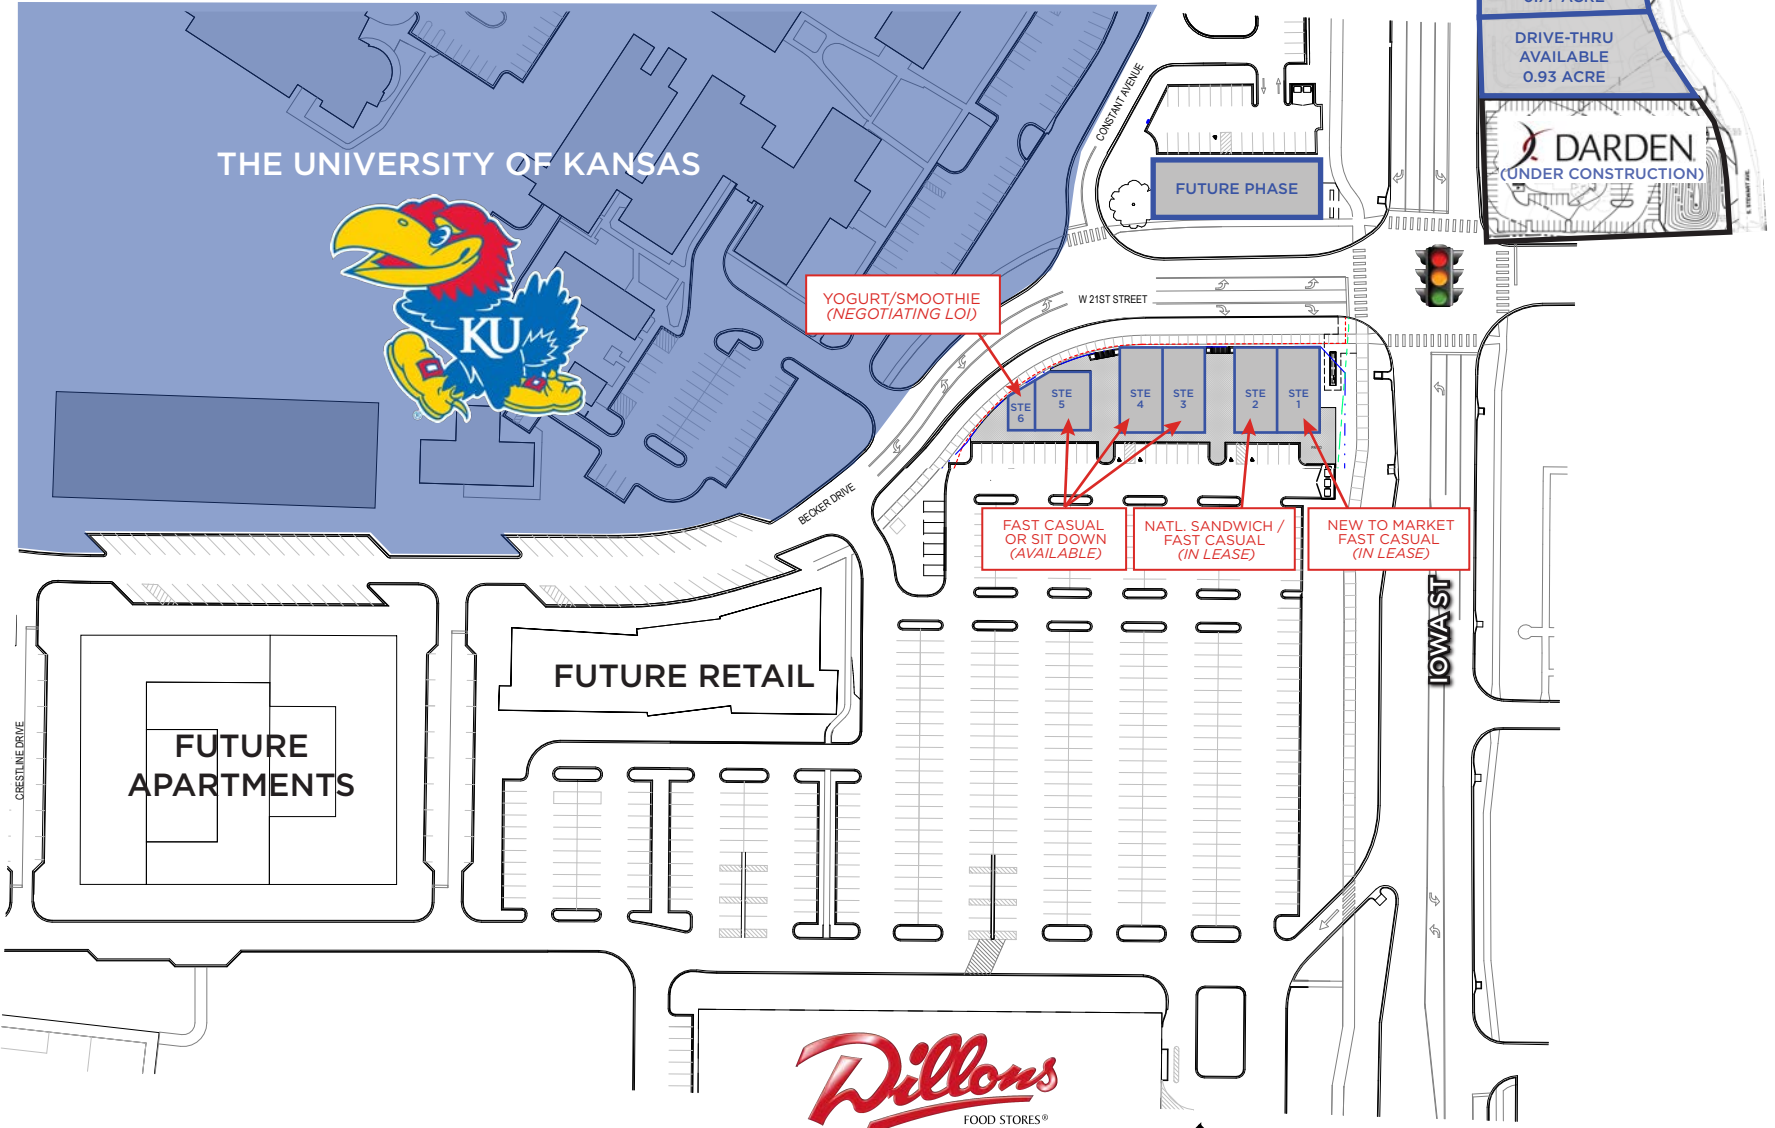 DRIVE-THRU
AVAILABLE
0.93 ACRE
DARDEN
(UNDER CONSTRUCTION)
S. STEWART AVE.
CONSTANT AVENUE
THE UNIVERSITY OF KANSAS
FUTURE PHASE
KU
W 21ST STREET
YOGURT/SMOOTHIE
(NEGOTIATING LOI)
STE
6
STE
5
STE
4
STE
3
STE
2
STE
1
BECKER DRIVE
FAST CASUAL
OR SIT DOWN
(AVAILABLE)
NATL. SANDWICH /
FAST CASUAL
(IN LEASE)
NEW TO MARKET
FAST CASUAL
(IN LEASE)
IOWA ST
FUTURE RETAIL
FUTURE
APARTMENTS
CRESTLINE DRIVE
Dillons
FOOD STORES®